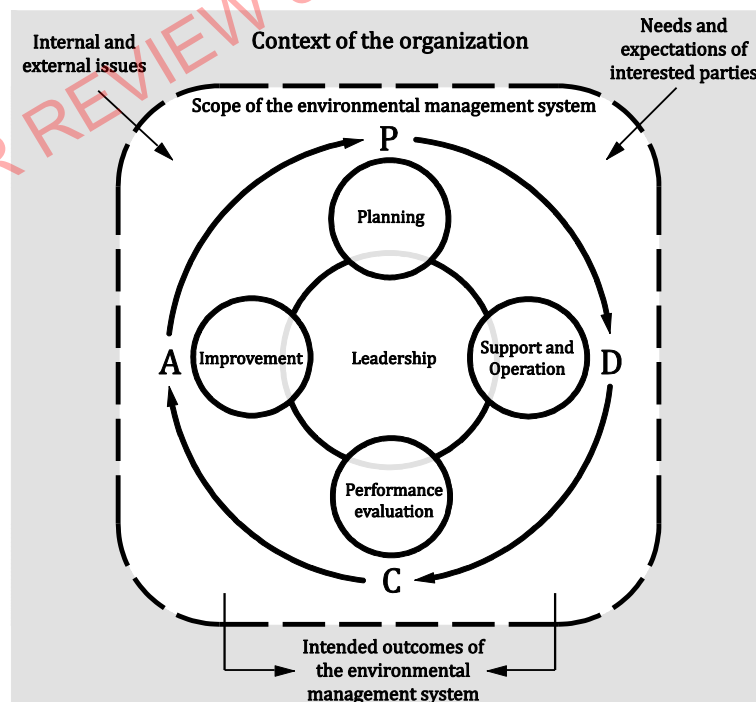 R REVIEW
Internal and
external issues
Context of the organization
Needs and
expectations of
interested parties
Scope of the environmental management system
P
Planning
A
Improvement
Leadership
Support and
Operation
D
Performance
evaluation
C
Intended outcomes of
the environmental
management system